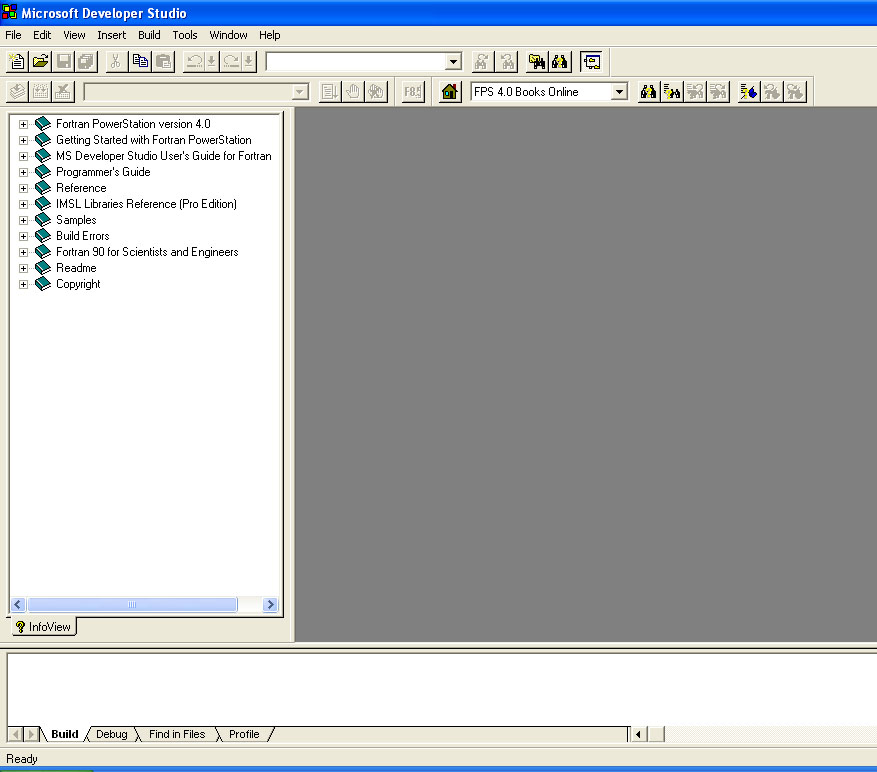 Microsoft Developer Studio
File Edit View Insert Build Tools Window Help
FPS 4.0 Books Online
Fortran PowerStation version 4.0
Getting Started with Fortran PowerStation
MS Developer Studio User's Guide for Fortran
Programmer's Guide
Reference
IMSL Libraries Reference (Pro Edition)
Samples
Build Errors
Fortran 90 for Scientists and Engineers
Readme
Copyright
InfoView
Build Debug Find in Files Profile
Ready